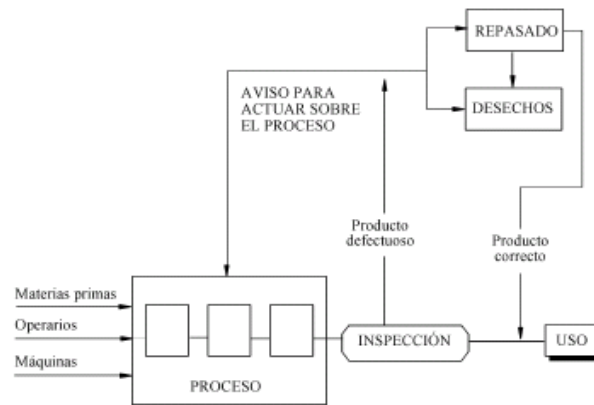 REPASADO
AVISO PARA
ACTUAR SOBRE
EL PROCESO
DESECHOS
Producto
defectuoso
Producto
correcto
Materias primas
Operarios
Máquinas
INSPECCIÓN
USO
PROCESO